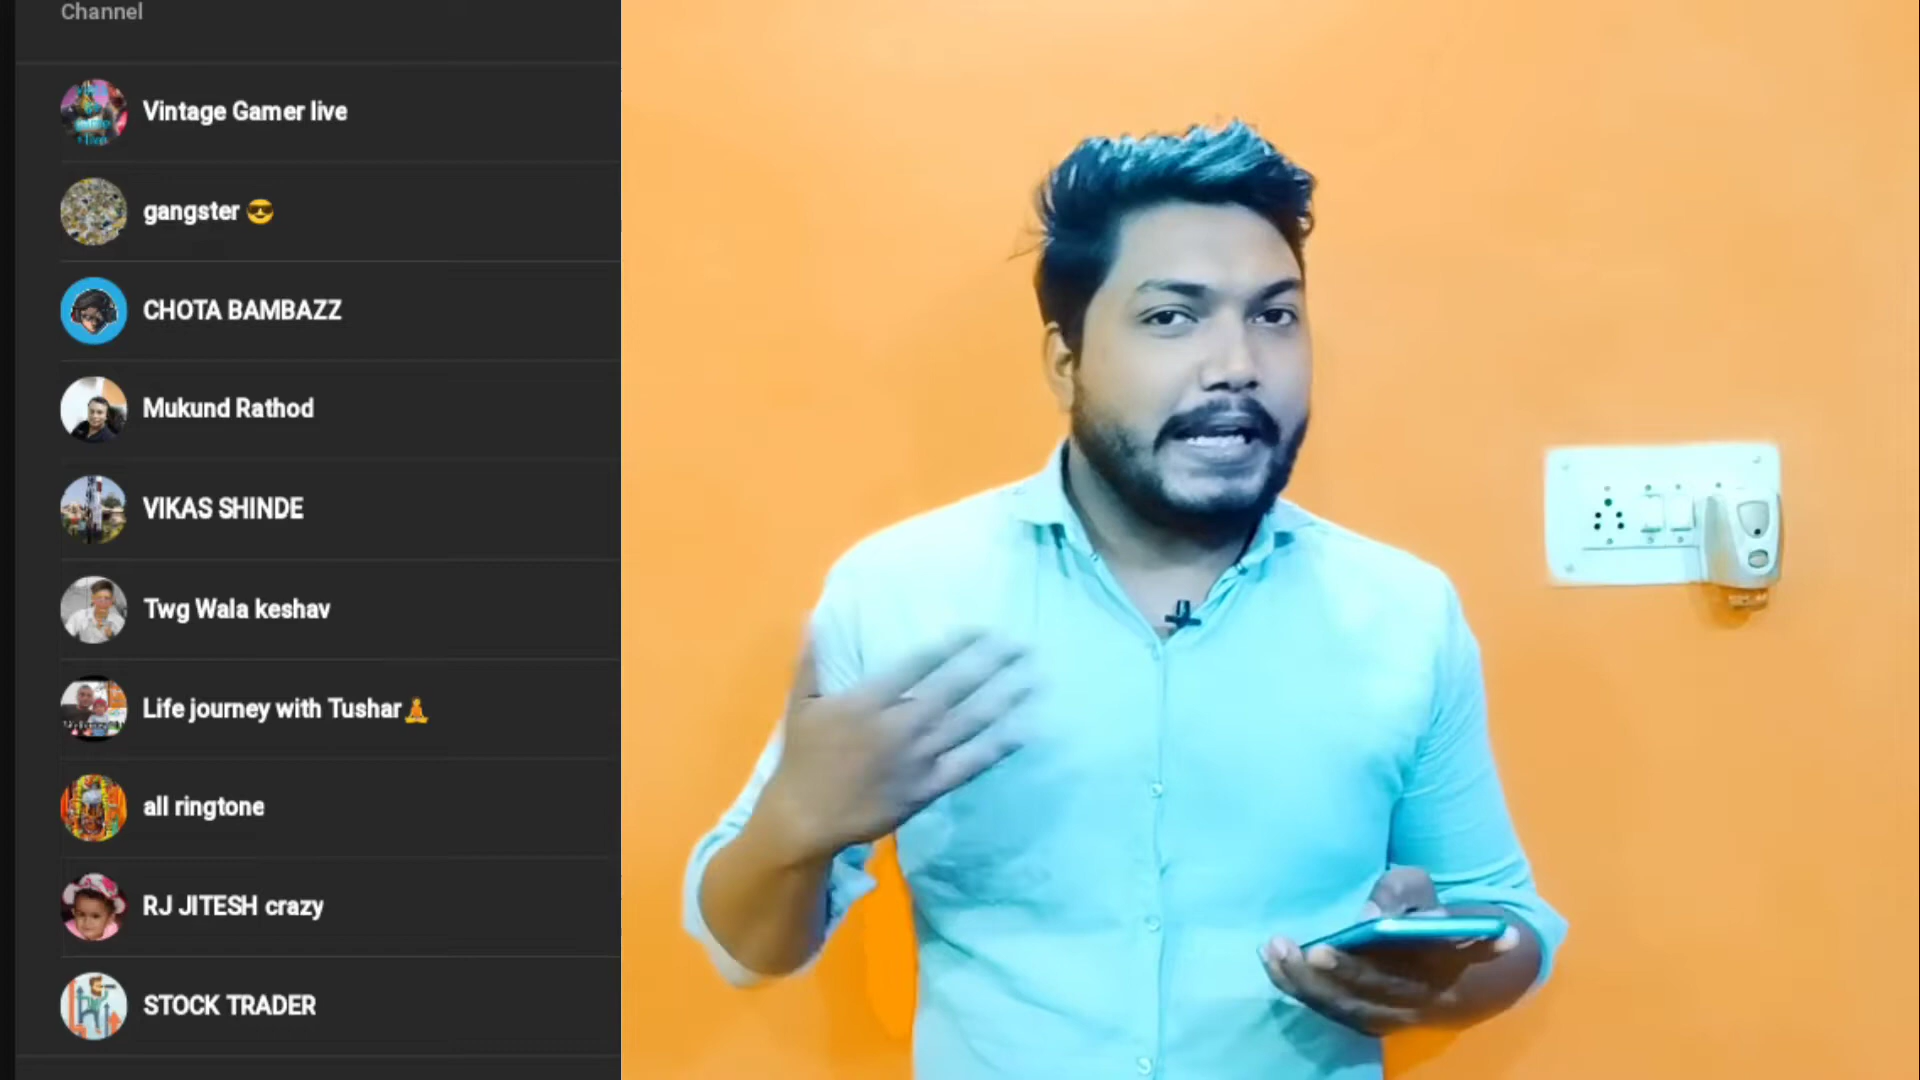 Channel
Vintage Gamer live
gangster 😎
CHOTA BAMBAZZ
Mukund Rathod
VIKAS SHINDE
Twg Wala keshav
Life journey with Tushar🧘
all ringtone
RJ JITESH crazy
STOCK TRADER